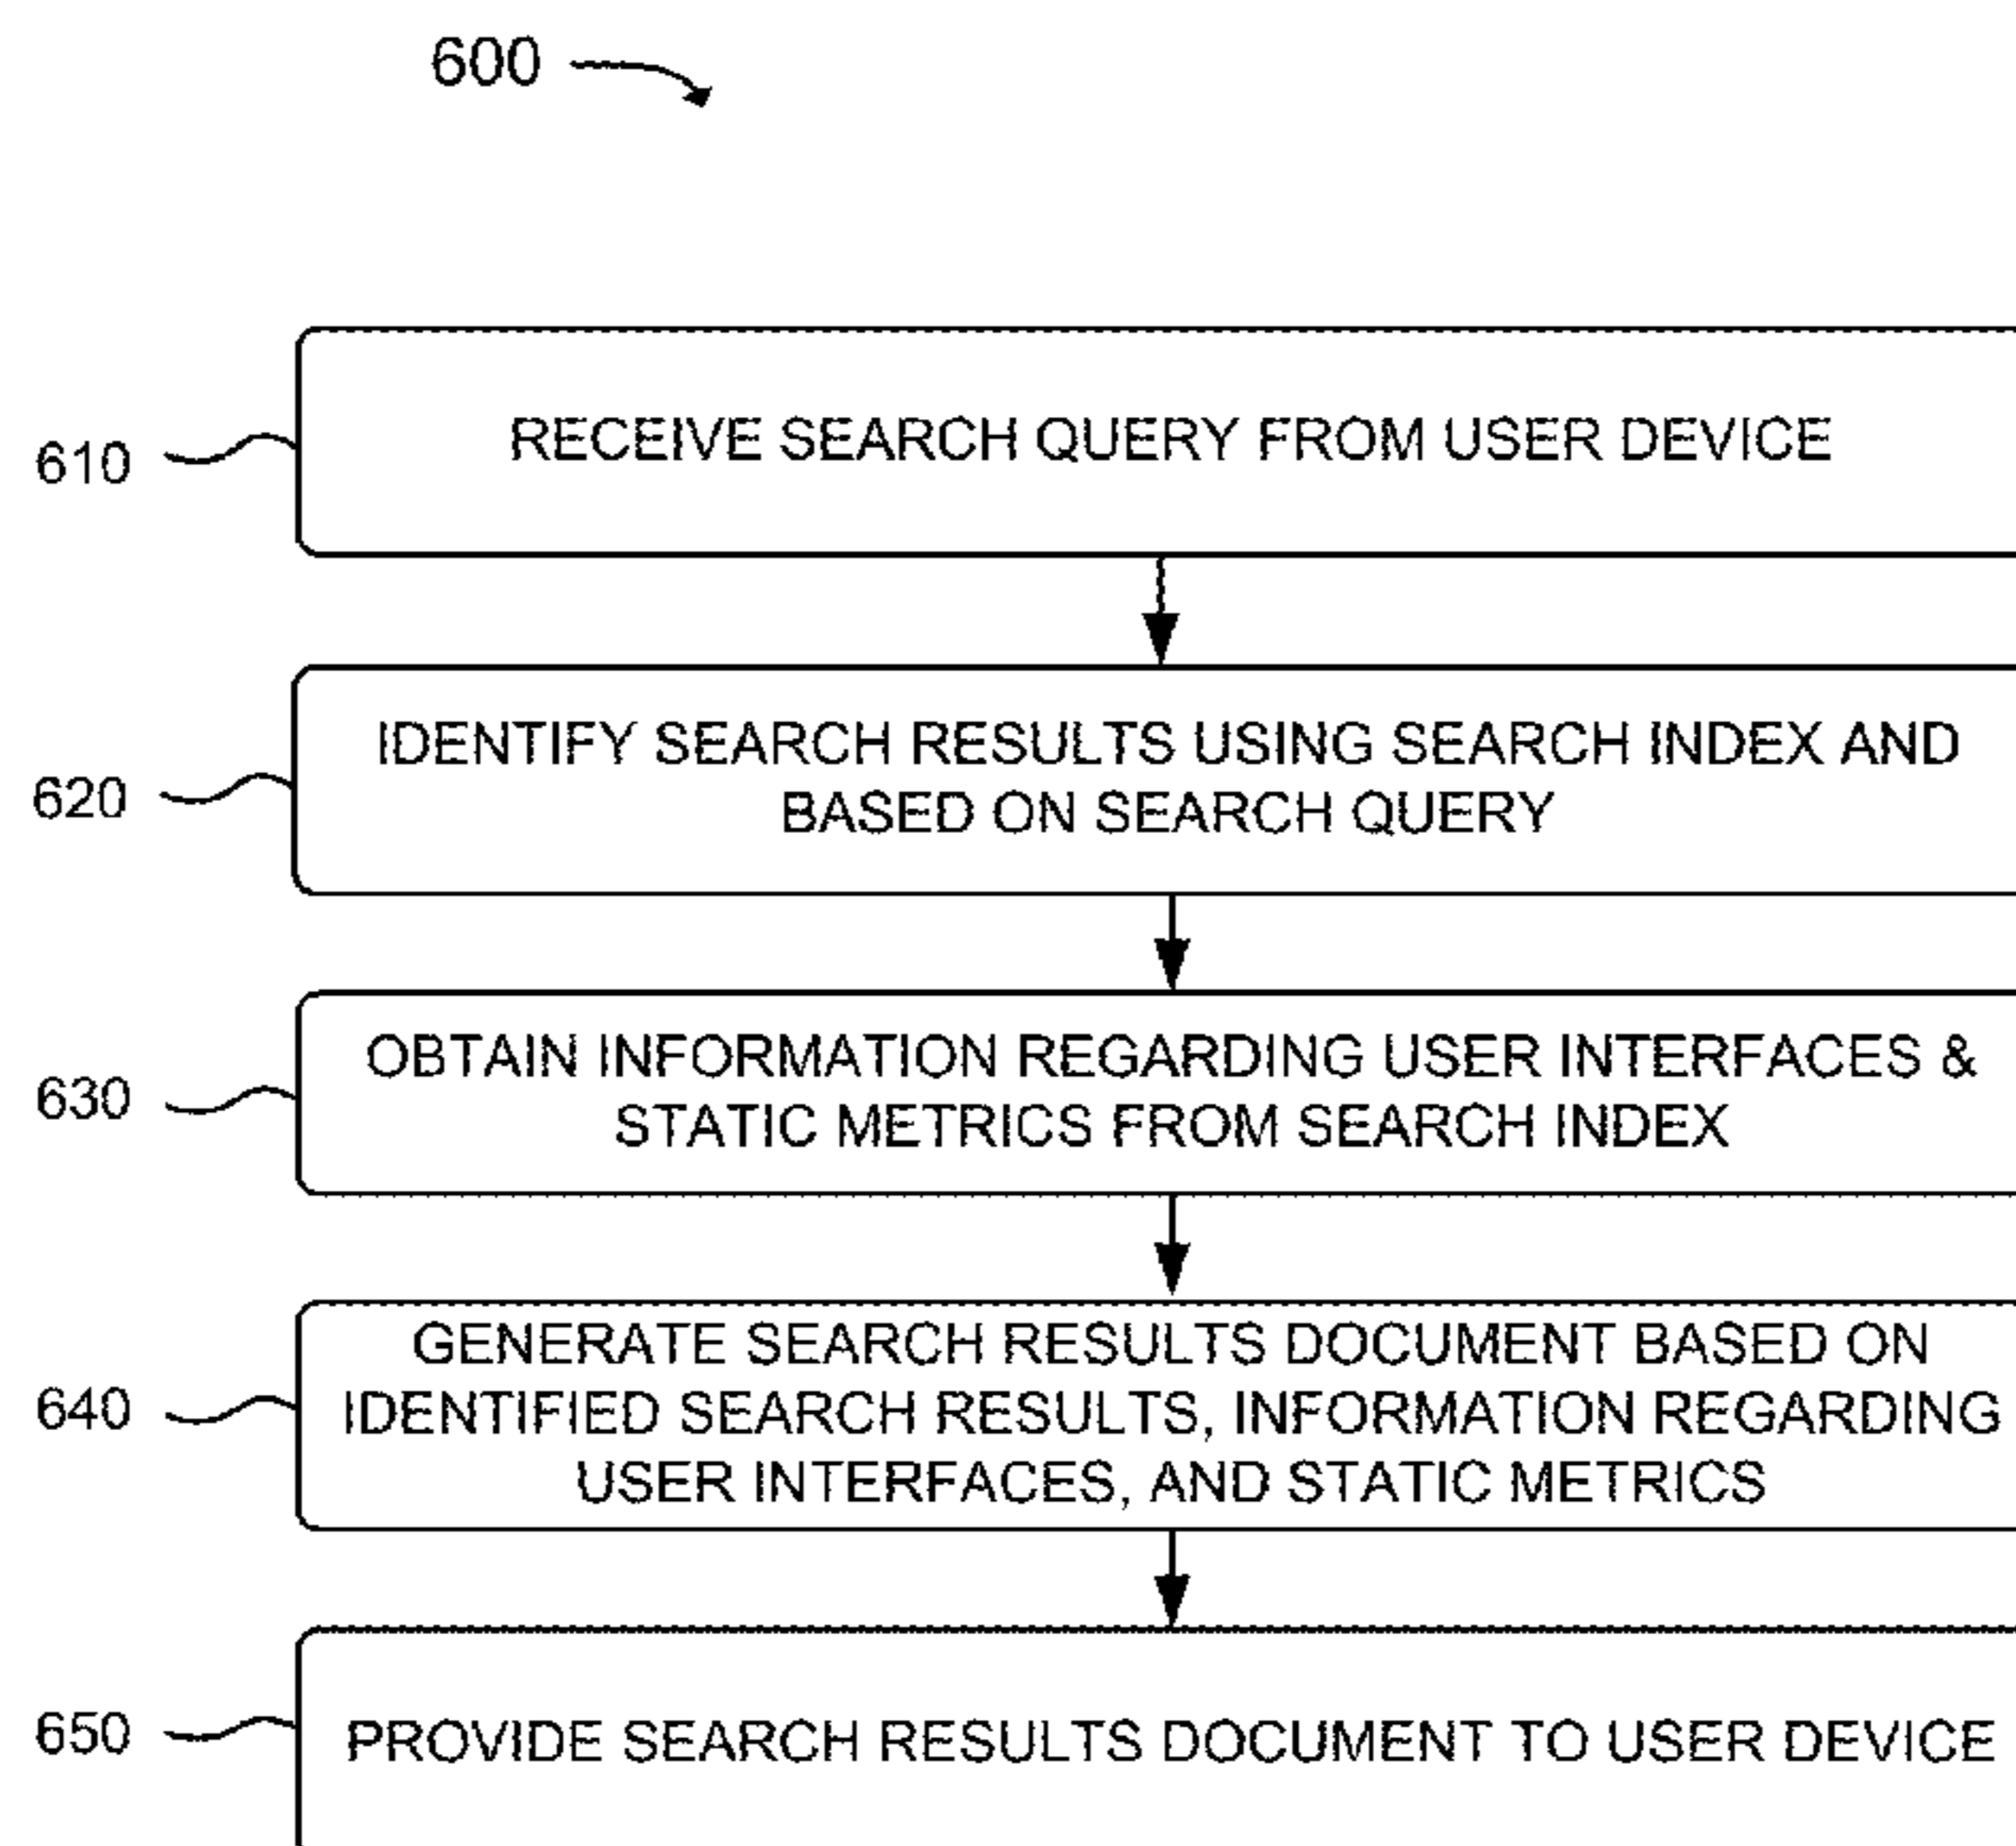 600
610
RECEIVE SEARCH QUERY FROM USER DEVICE
620
IDENTIFY SEARCH RESULTS USING SEARCH INDEX AND
BASED ON SEARCH QUERY
630
OBTAIN INFORMATION REGARDING USER INTERFACES &
STATIC METRICS FROM SEARCH INDEX
640
GENERATE SEARCH RESULTS DOCUMENT BASED ON
IDENTIFIED SEARCH RESULTS, INFORMATION REGARDING
USER INTERFACES, AND STATIC METRICS
650
PROVIDE SEARCH RESULTS DOCUMENT TO USER DEVICE